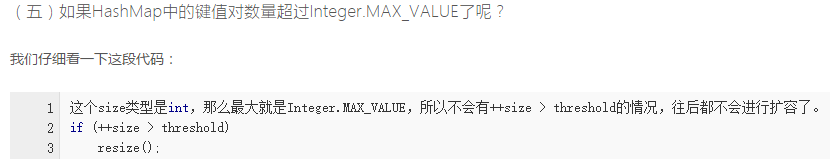 （五）如果HashMap中的键值对数量超过Integer.MAX_VALUE了呢？
我们仔细看一下这段代码：
1 这个size类型是int，那么最大就是Integer.MAX_VALUE，所以不会有++size > threshold的情况，往后都不会进行扩容了。
2 if (++size > threshold)
3     resize();